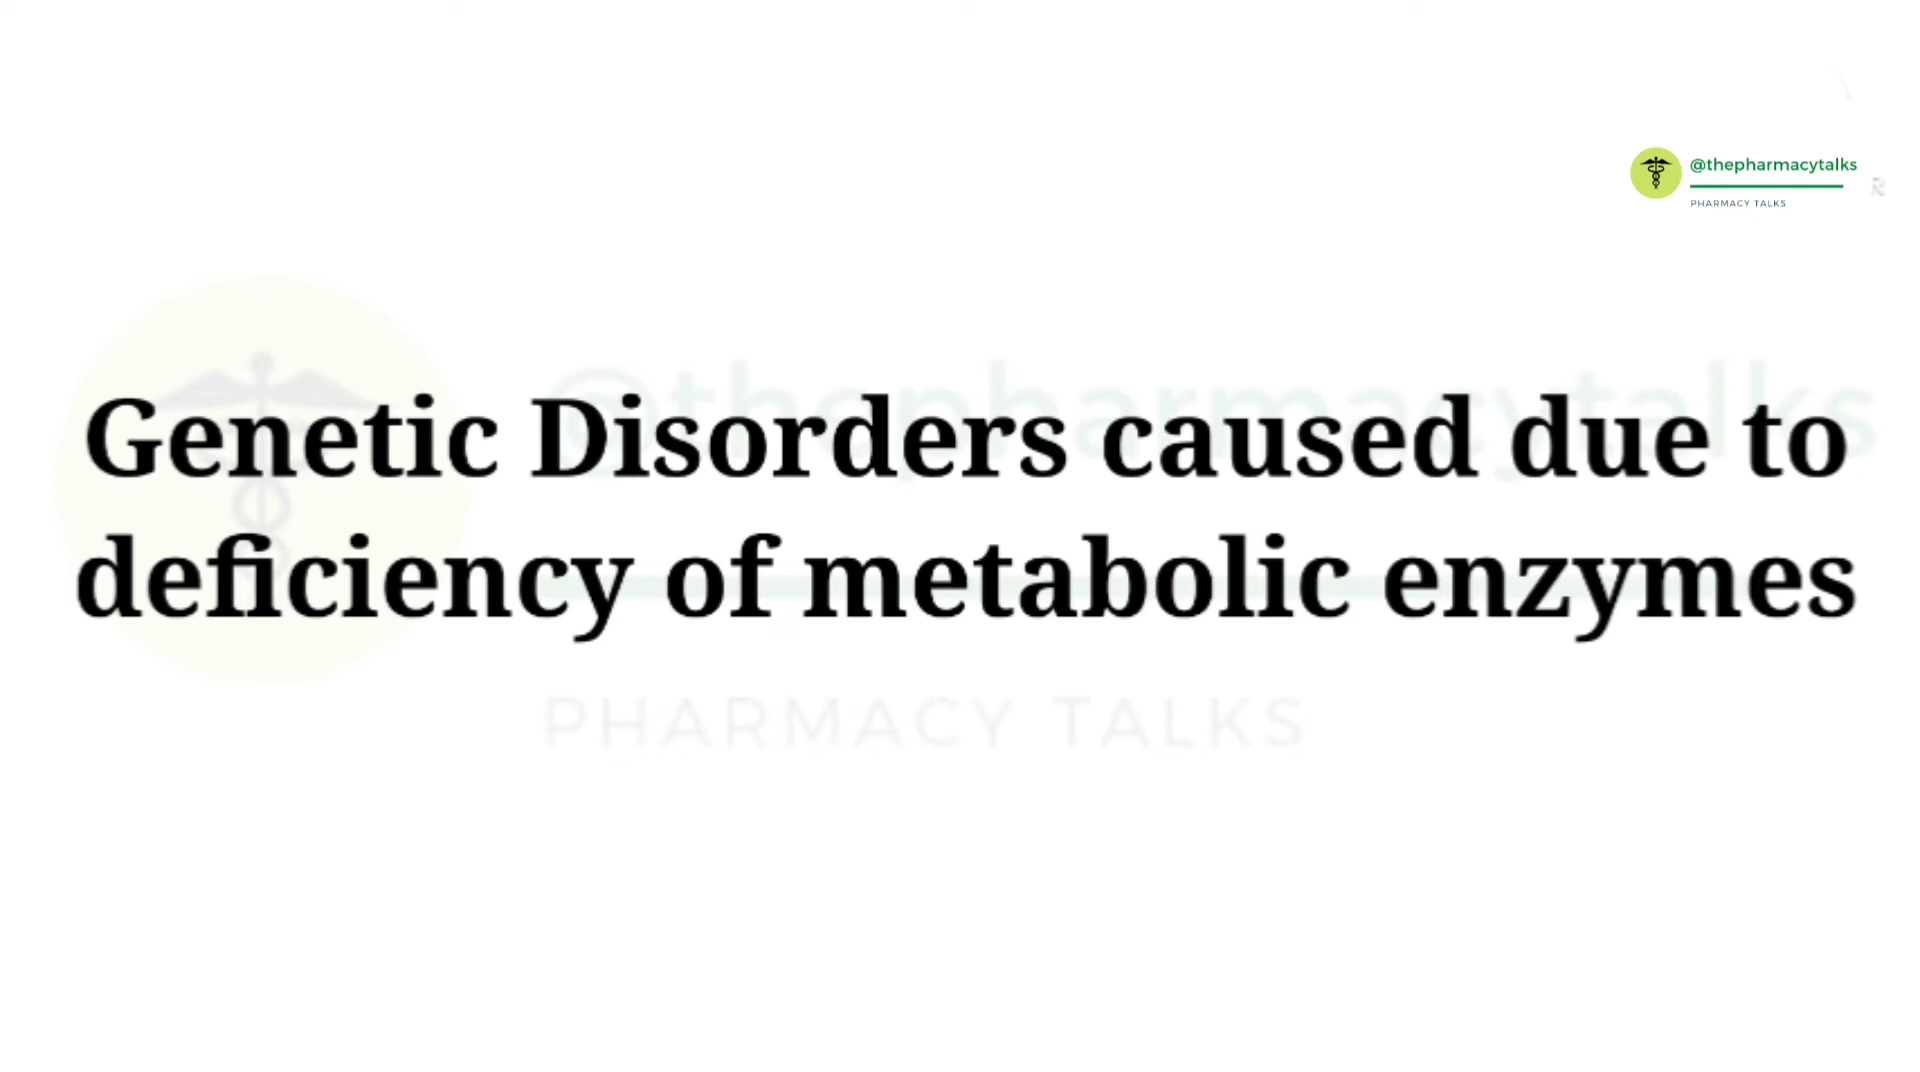 @thepharmacytalks
PHARMACY TALKS
@thepharmacytalks
Genetic Disorders caused due to
deficiency of metabolic enzymes
PHARMACY TALKS